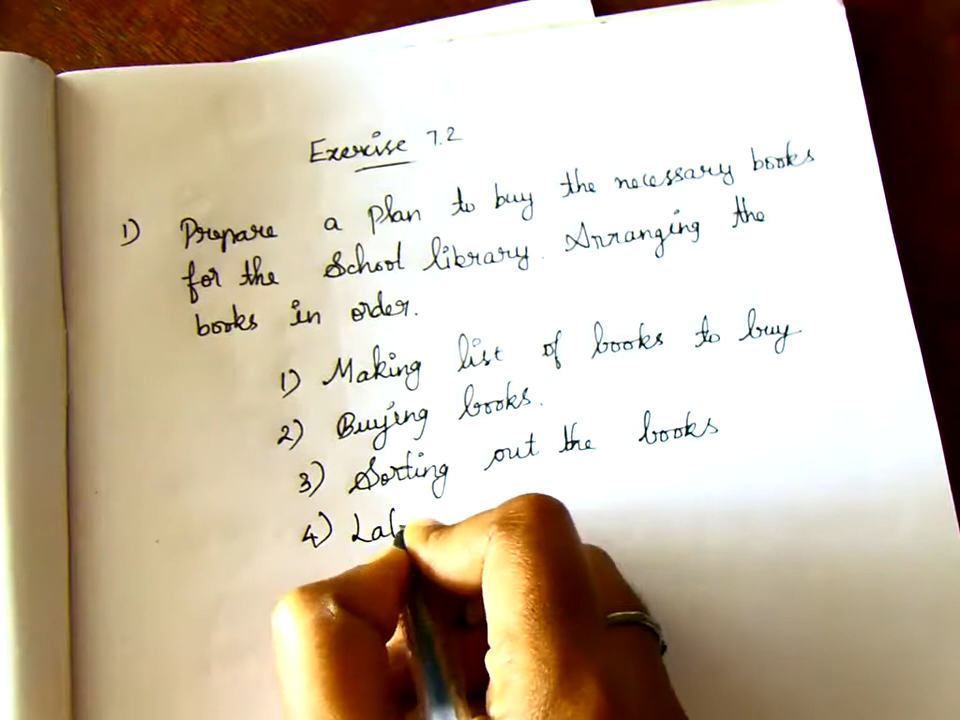 Exercise 7.2
1) Prepare a plan to buy the necessary books
for the School library. Arranging the
books in order.
1) Making list of books to buy
2) Buying books.
3) Sorting out the books
4) Lab